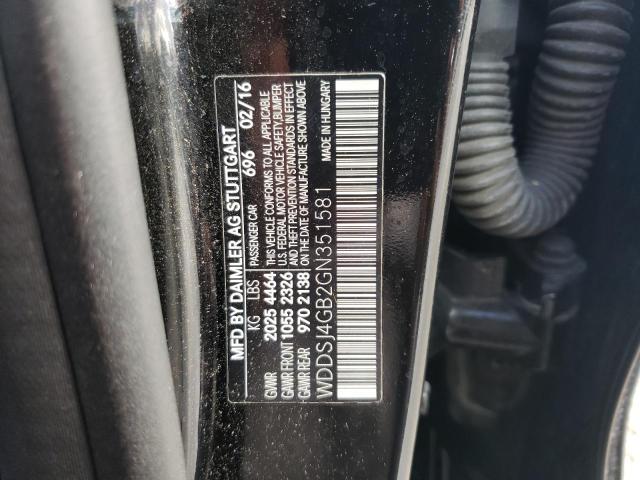 MFD BY DAIMLER AG STUTTGART
PASSENGER CAR 696 02/16
KG LBS THIS VEHICLE CONFORMS TO ALL APPLICABLE
GVWR 2025 4464 U.S. FEDERAL MOTOR VEHICLE SAFETY, BUMPER
GAWR FRONT 1055 2326 AND THEFT PREVENTION STANDARDS IN EFFECT
GAWR REAR 970 2138 ON THE DATE OF MANUFACTURE SHOWN ABOVE
WDDSJ4GB2GN351581
MADE IN HUNGARY